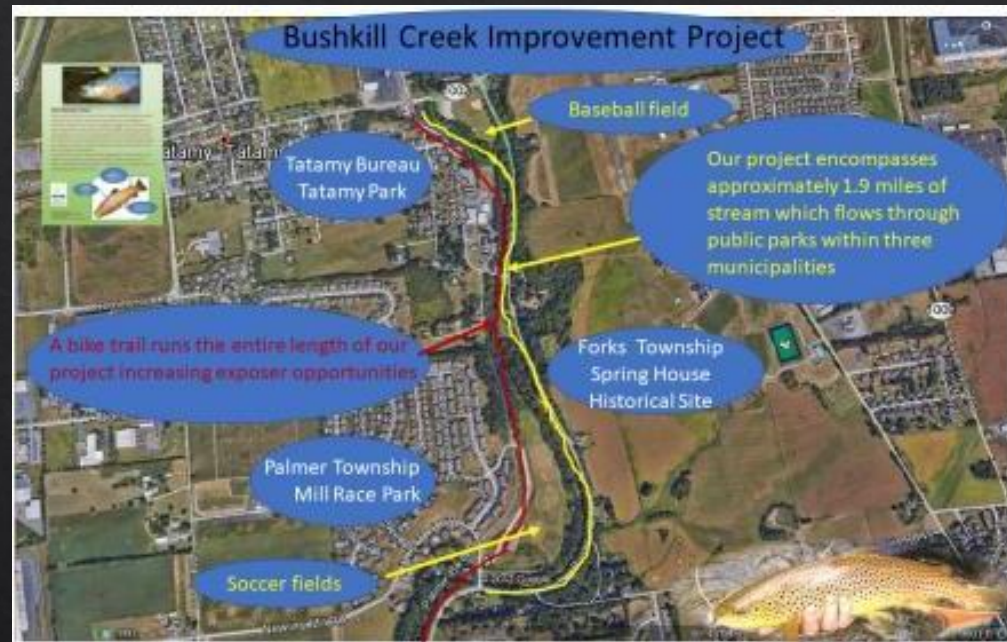 Bushkill Creek Improvement Project
Baseball field
Tatamy Bureau
Tatamy Park
Our project encompasses
approximately 1.9 miles of
stream which flows through
public parks within three
municipalities
A bike trail runs the entire length of our
project increasing exposer opportunities
Forks Township
Spring House
Historical Site
Palmer Township
Mill Race Park
Soccer fields